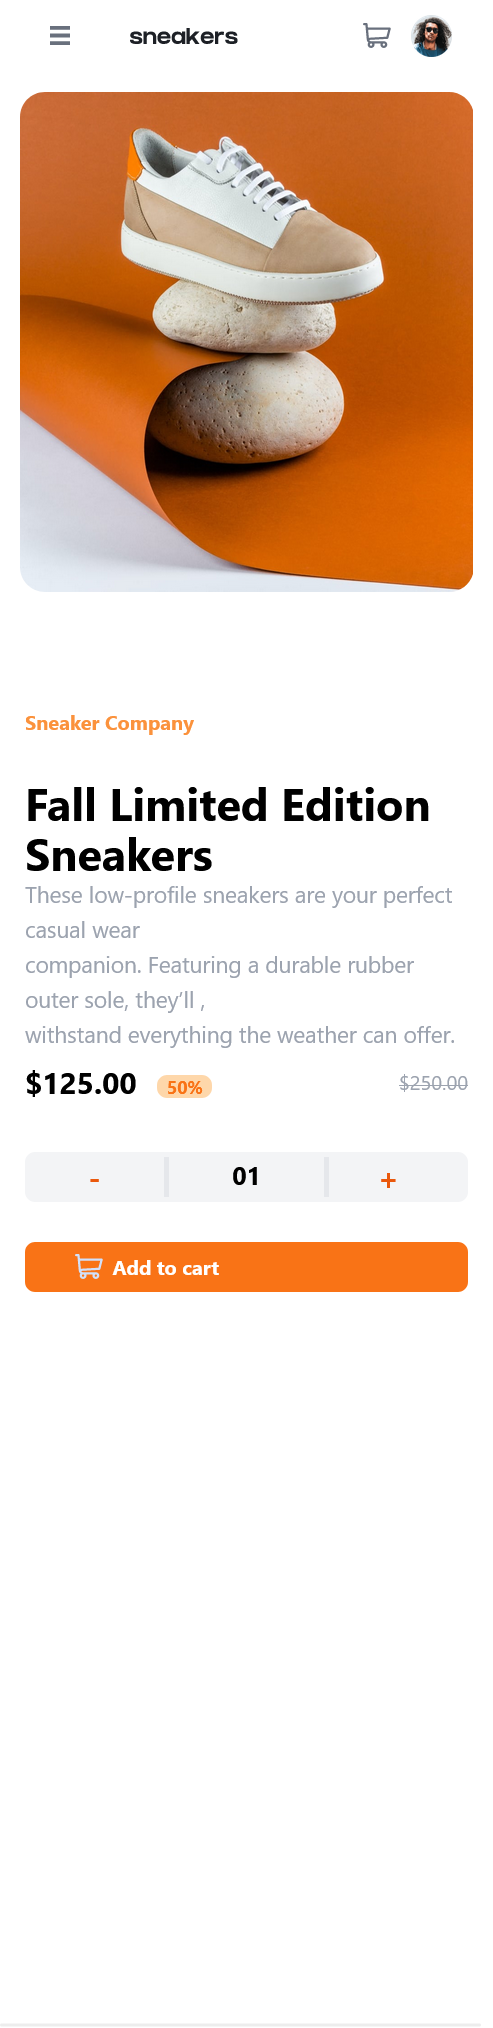 sneakers
Sneaker Company
Fall Limited Edition
Sneakers
These low-profile sneakers are your perfect
casual wear
companion. Featuring a durable rubber
outer sole, they’ll ,
withstand everything the weather can offer.
$125.00 50% $250.00
- 01 +
Add to cart